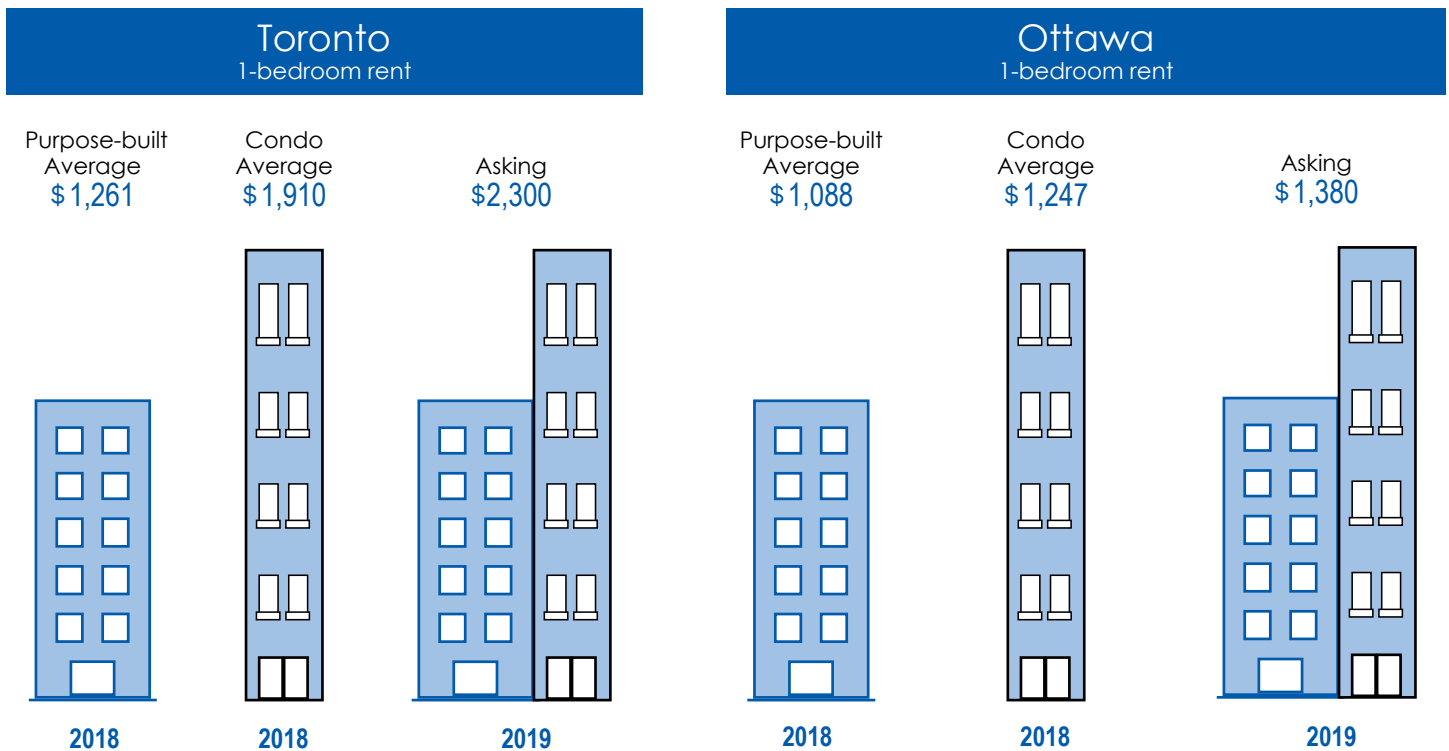 Toronto
1-bedroom rent
Purpose-built
Average
$1,261
Condo
Average
$1,910
Asking
$2,300
2018
2018
2019
Ottawa
1-bedroom rent
Purpose-built
Average
$1,088
Condo
Average
$1,247
Asking
$1,380
2018
2018
2019